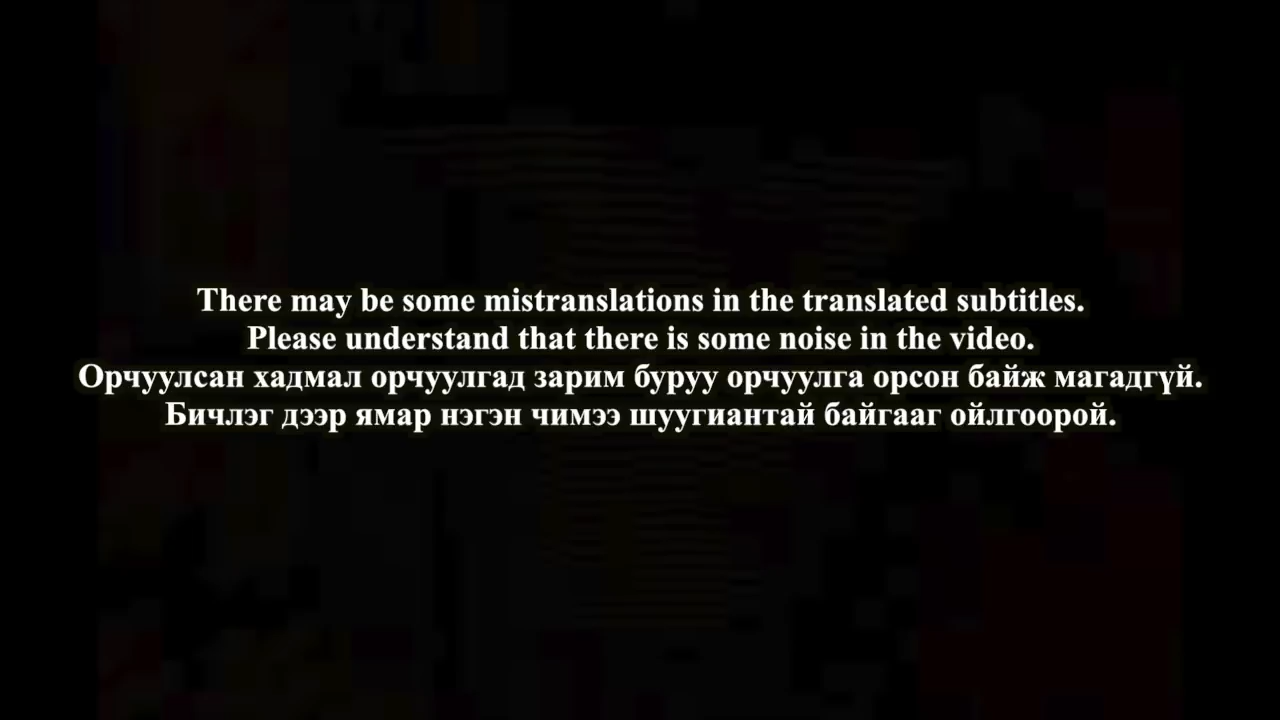 There may be some mistranslations in the translated subtitles.
Please understand that there is some noise in the video.
Орчуулсан хадмал орчуулгад зарим буруу орчуулга орсон байж магадгүй.
Бичлэг дээр ямар нэгэн чимээ шуугиантай байгааг ойлгоорой.